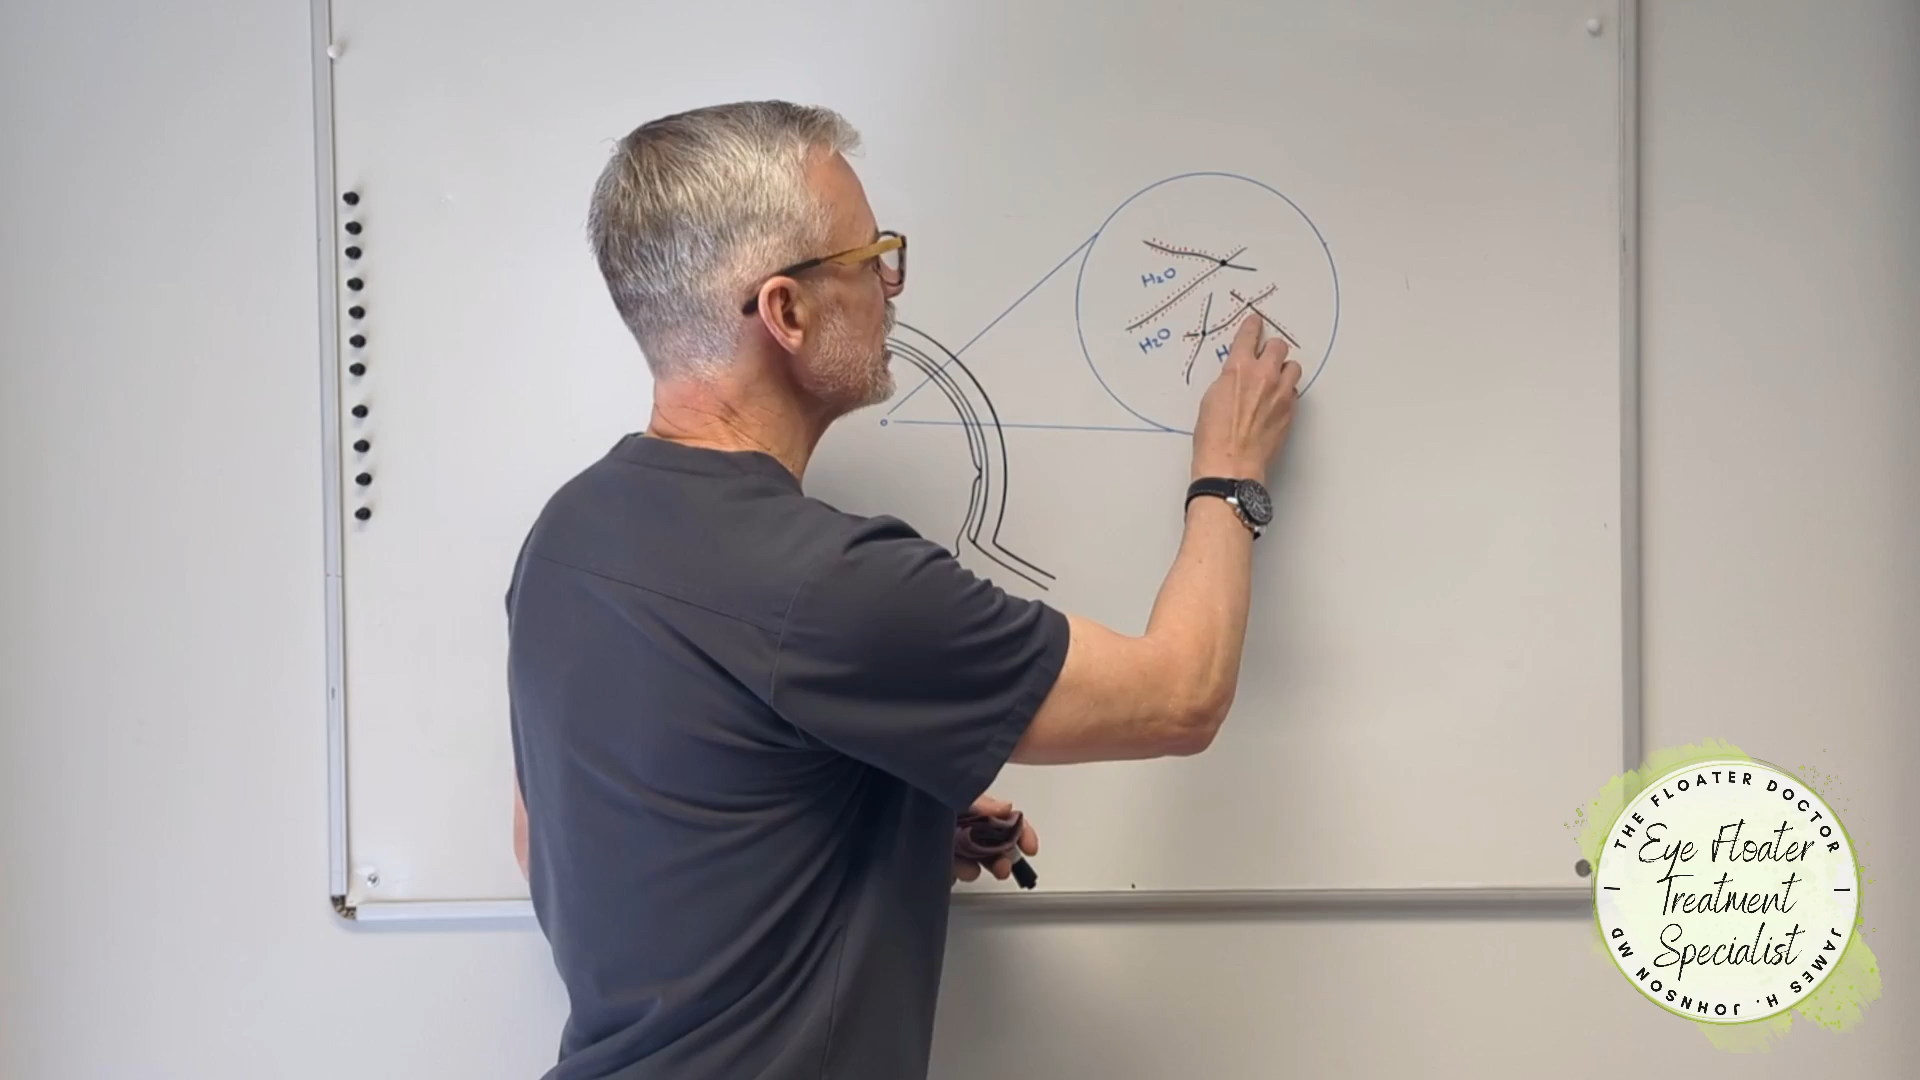 H₂O
H₂O
H
THE FLOATER DOCTOR
Eye Floater
Treatment
Specialist
JAMES H. JOHNSON MD